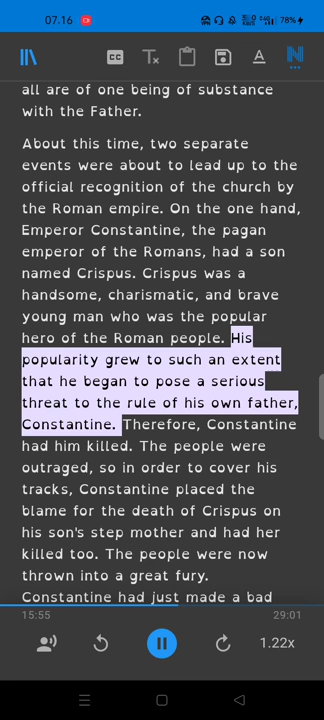 07.16
78%
CC
all are of one being of substance
with the Father.
About this time, two separate
events were about to lead up to the
official recognition of the church by
the Roman empire. On the one hand,
Emperor Constantine, the pagan
emperor of the Romans, had a son
named Crispus. Crispus was a
handsome, charismatic, and brave
young man who was the popular
hero of the Roman people. His
popularity grew to such an extent
that he began to pose a serious
threat to the rule of his own father,
Constantine. Therefore, Constantine
had him killed. The people were
outraged, so in order to cover his
tracks, Constantine placed the
blame for the death of Crispus on
his son's step mother and had her
killed too. The people were now
thrown into a great fury.
Constantine had just made a bad
15:55 29:01
1.22x